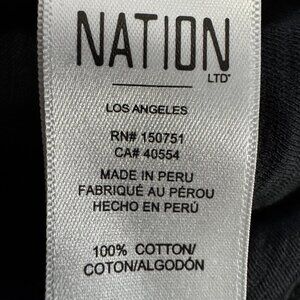 NATION
LTD
LOS ANGELES
RN# 150751
CA# 40554
MADE IN PERU
FABRIQUÉ AU PÉROU
HECHO EN PERÚ
100% COTTON/
COTON/ALGODÓN